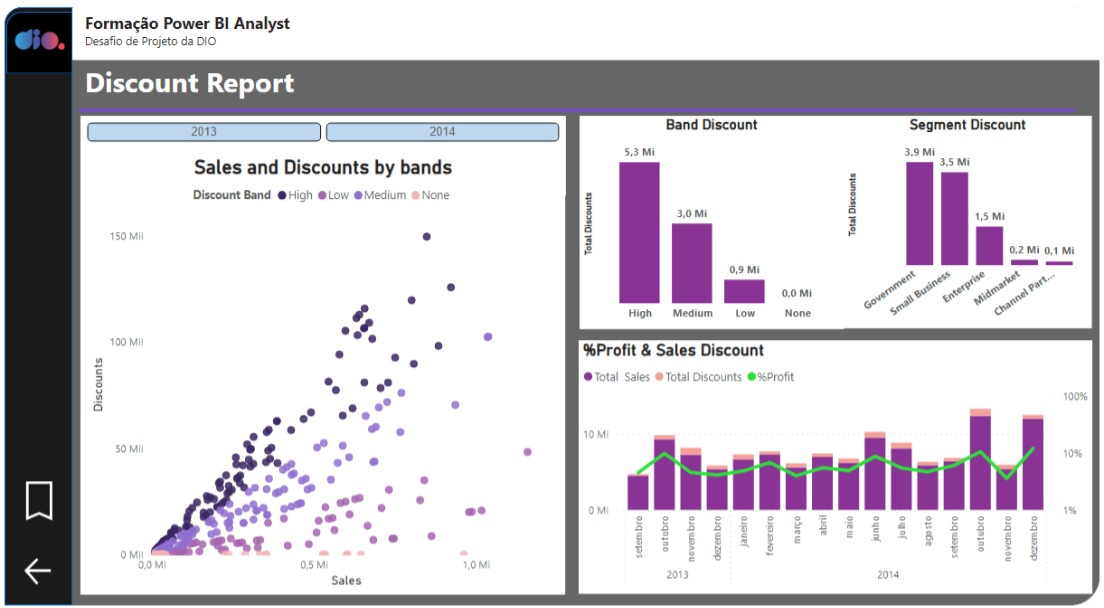 Formação Power BI Analyst
dio.
Desafio de Projeto da DIO
Discount Report
2013 2014
Sales and Discounts by bands
Discount Band High Low Medium None
150 Mil
100 Mil
50 Mil
0 Mil
Discounts
0,0 Mi 0,5 Mi 1,0 Mi
Sales
Band Discount
Total Discounts
5,3 Mi
3,0 Mi
0,9 Mi
0,0 Mi
High Medium Low None
Segment Discount
Total Discounts
3,9 Mi
3,5 Mi
1,5 Mi
0,2 Mi 0,1 Mi
Government
Small Business
Enterprise
Midmarket
Channel Part...
%Profit & Sales Discount
Total Sales Total Discounts %Profit
10 Mi
0 Mi
100%
10%
1%
setembro
outubro
novembro
dezembro
janeiro
fevereiro
março
abril
maio
junho
julho
agosto
setembro
outubro
novembro
dezembro
2013 2014